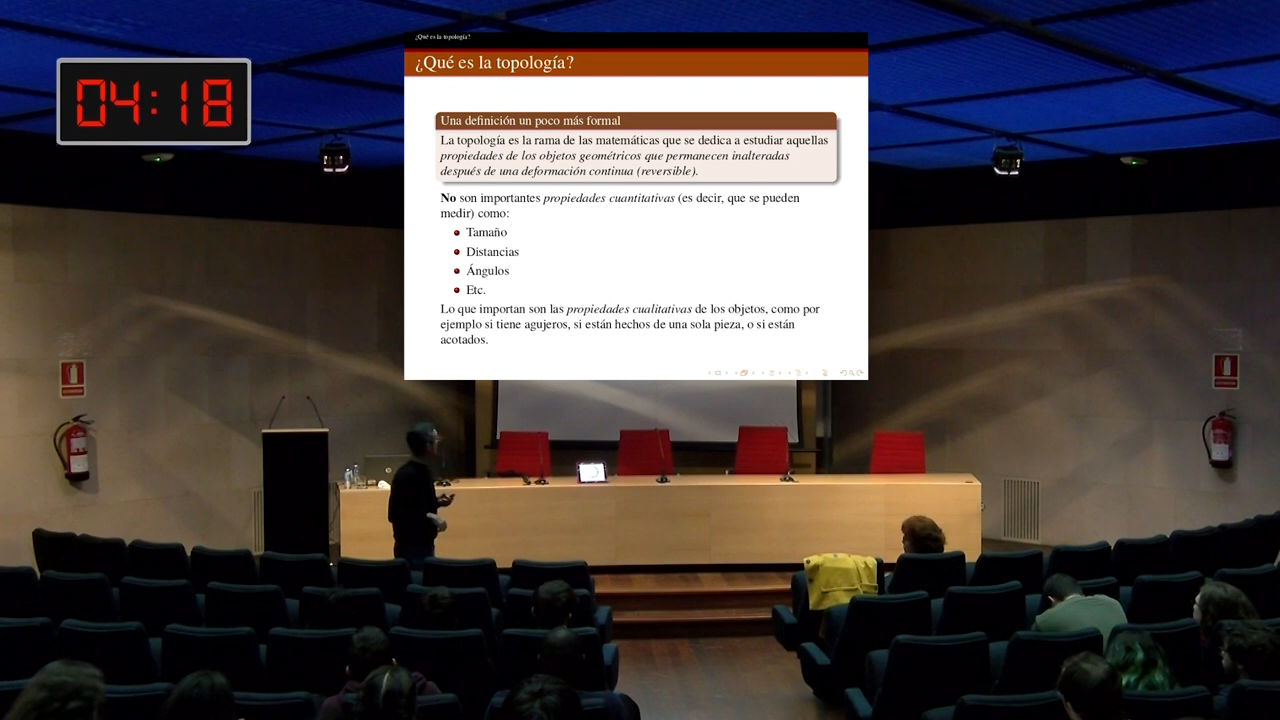 04:18
¿Qué es la topología?
¿Qué es la topología?
Una definición un poco más formal
La topología es la rama de las matemáticas que se dedica a estudiar aquellas
propiedades de los objetos geométricos que permanecen inalteradas
después de una deformación continua (reversible).
No son importantes propiedades cuantitativas (es decir, que se pueden
medir) como:
Tamaño
Distancias
Ángulos
Etc.
Lo que importan son las propiedades cualitativas de los objetos, como por
ejemplo si tiene agujeros, si están hechos de una sola pieza, o si están
acotados.